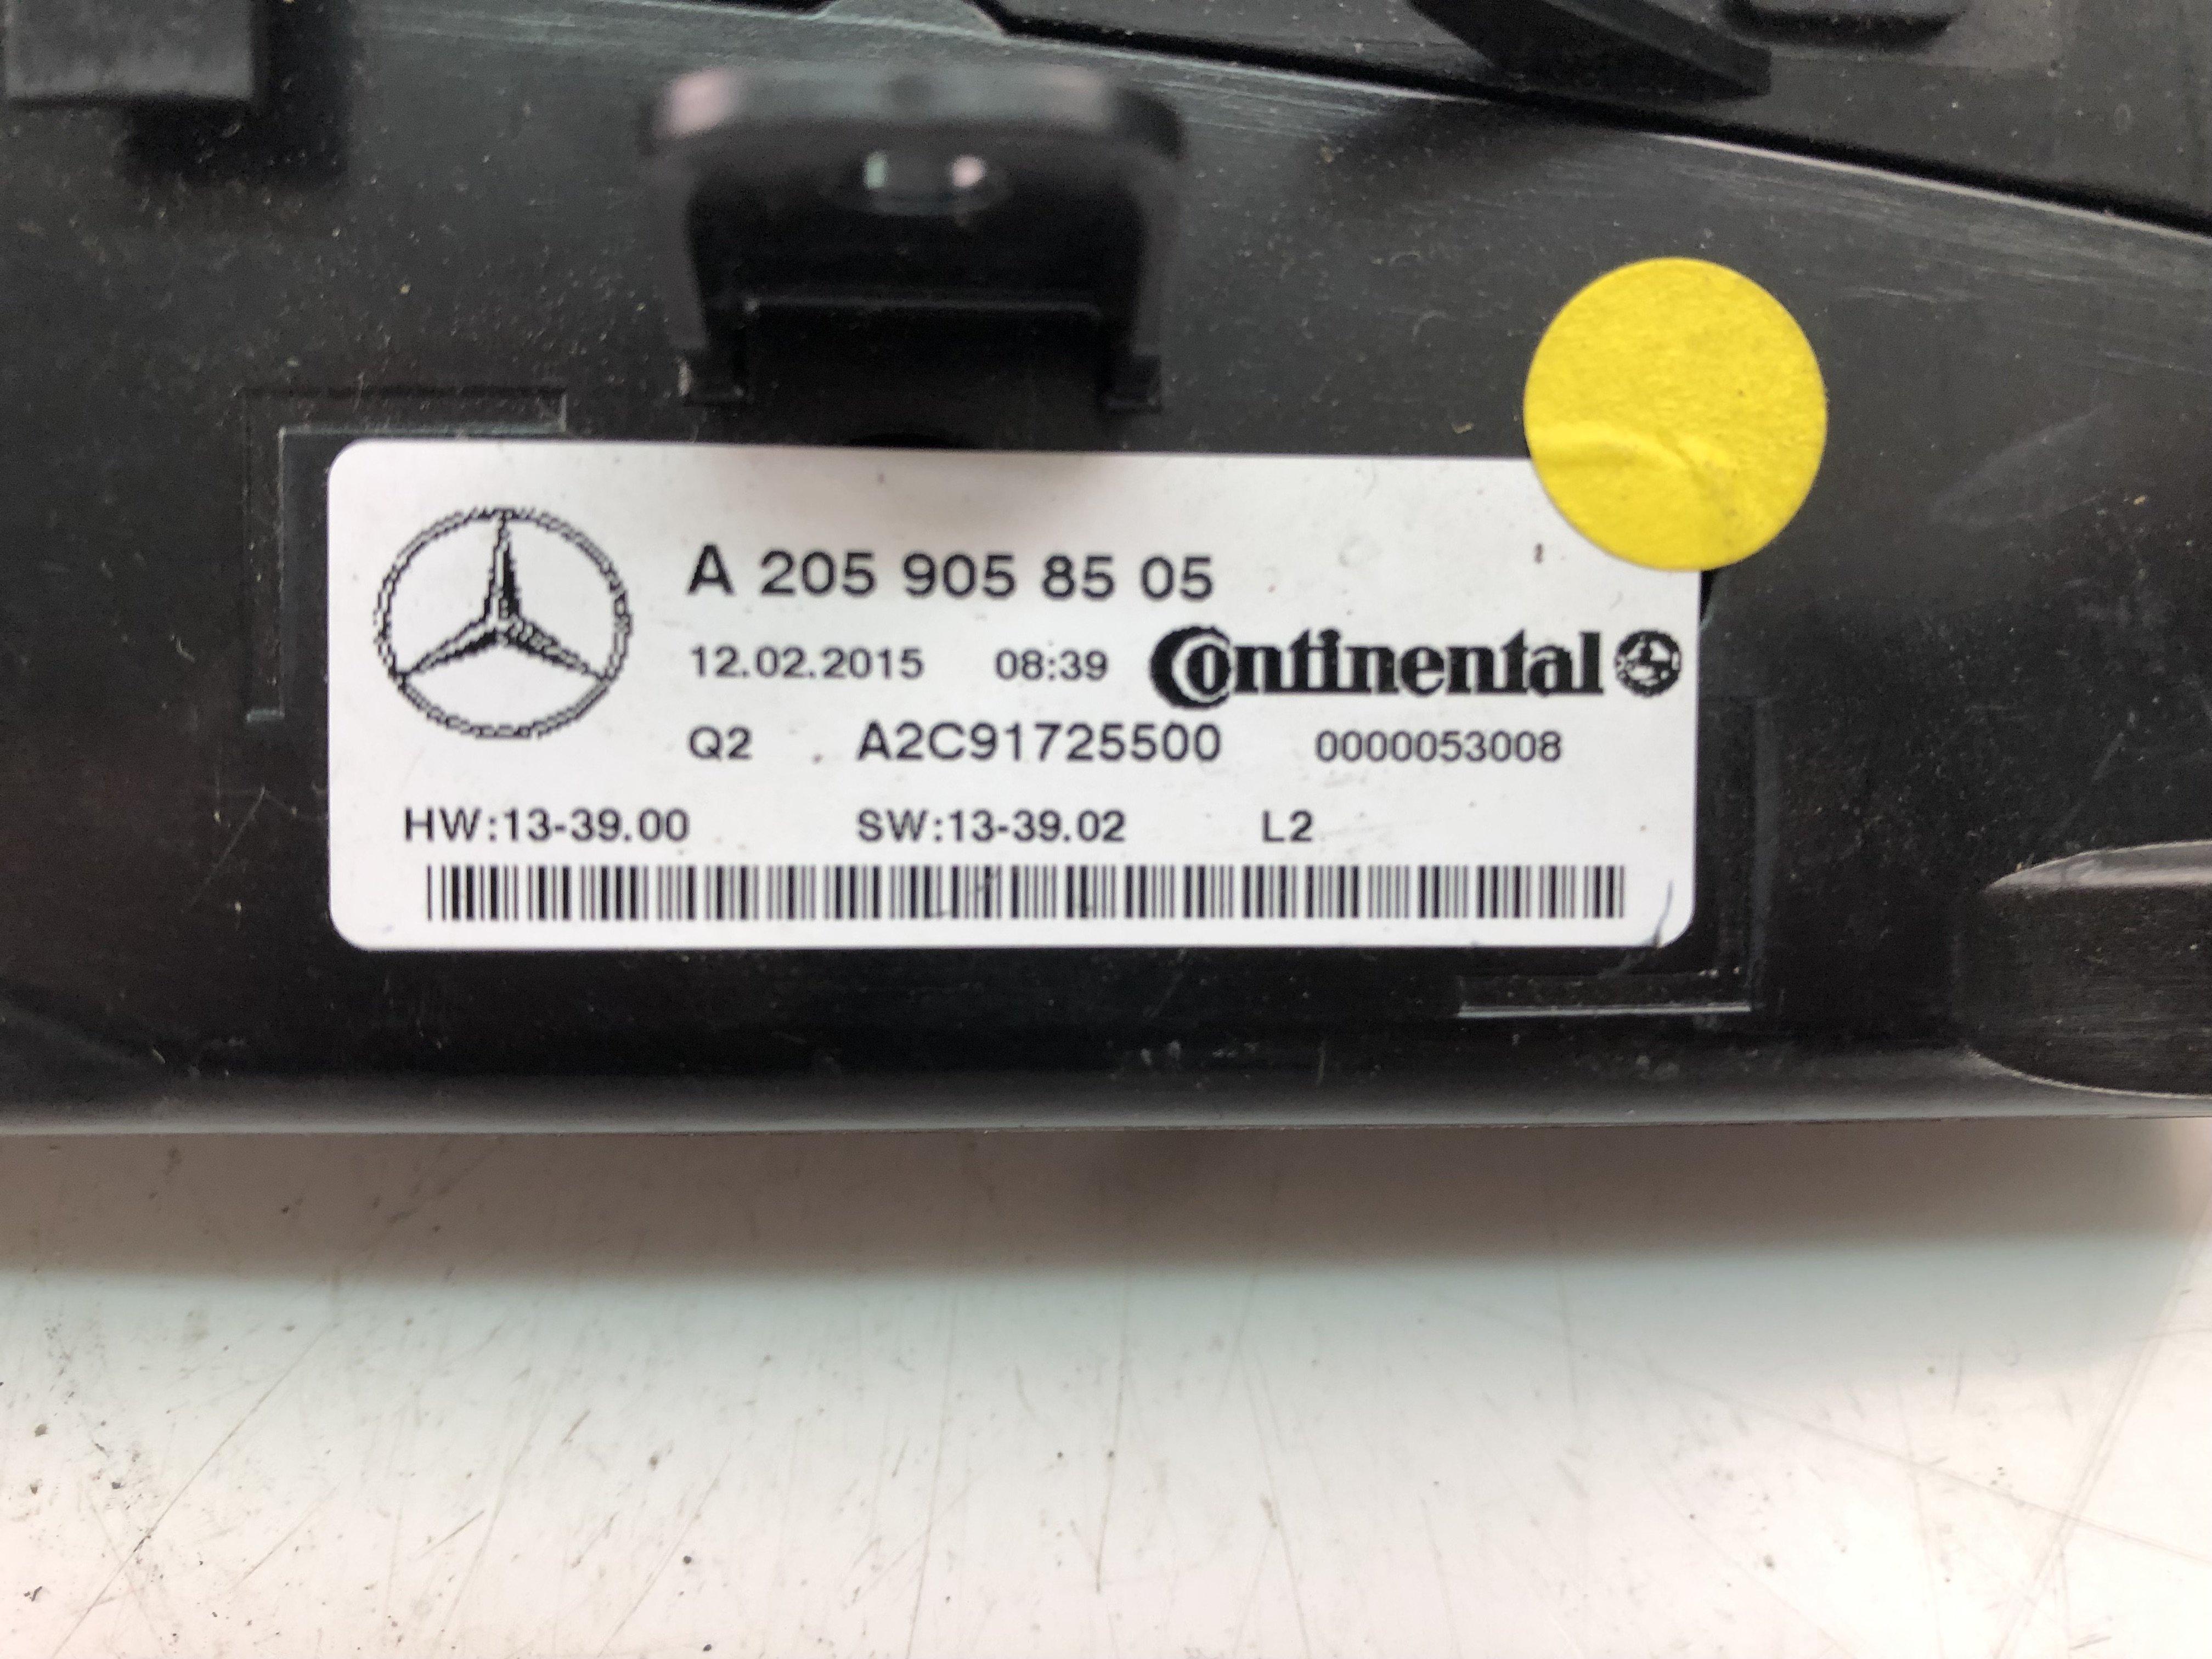 A 205 905 85 05
12.02.2015 08:39 Continental
Q2 A2C91725500 0000053008
HW:13-39.00 SW:13-39.02 L2